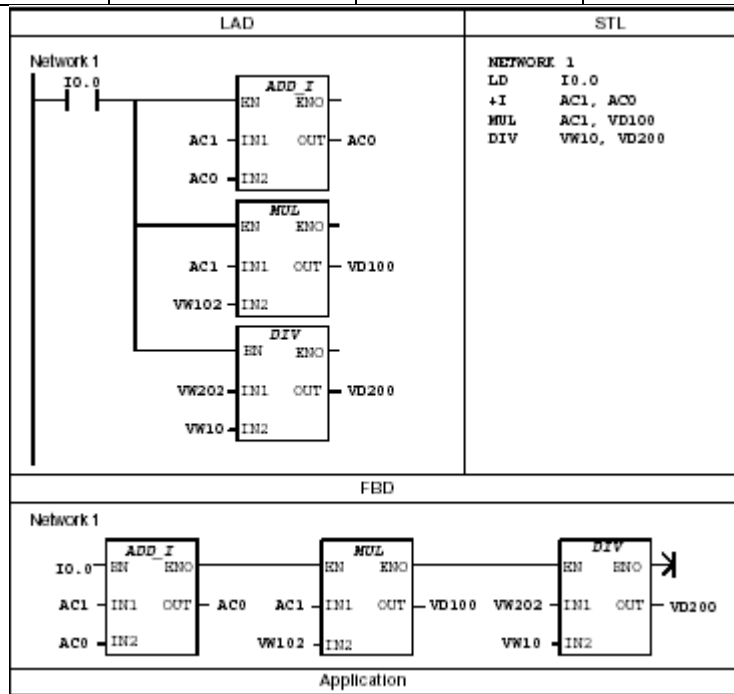 LAD
STL
Network 1
I0.0
ADD_I
EN ENO
AC1 IN1 OUT AC0
AC0 IN2
MUL
EN ENO
AC1 IN1 OUT VD100
VW102 IN2
DIV
EN ENO
VW202 IN1 OUT VD200
VW10 IN2
NETWORK 1
LD I0.0
+I AC1, AC0
MUL AC1, VD100
DIV VW10, VD200
FBD
Network 1
ADD_I
I0.0 EN ENO
AC1 IN1 OUT AC0
AC0 IN2
MUL
EN ENO
AC1 IN1 OUT VD100
VW102 IN2
DIV
EN ENO
VW202 IN1 OUT VD200
VW10 IN2
Application